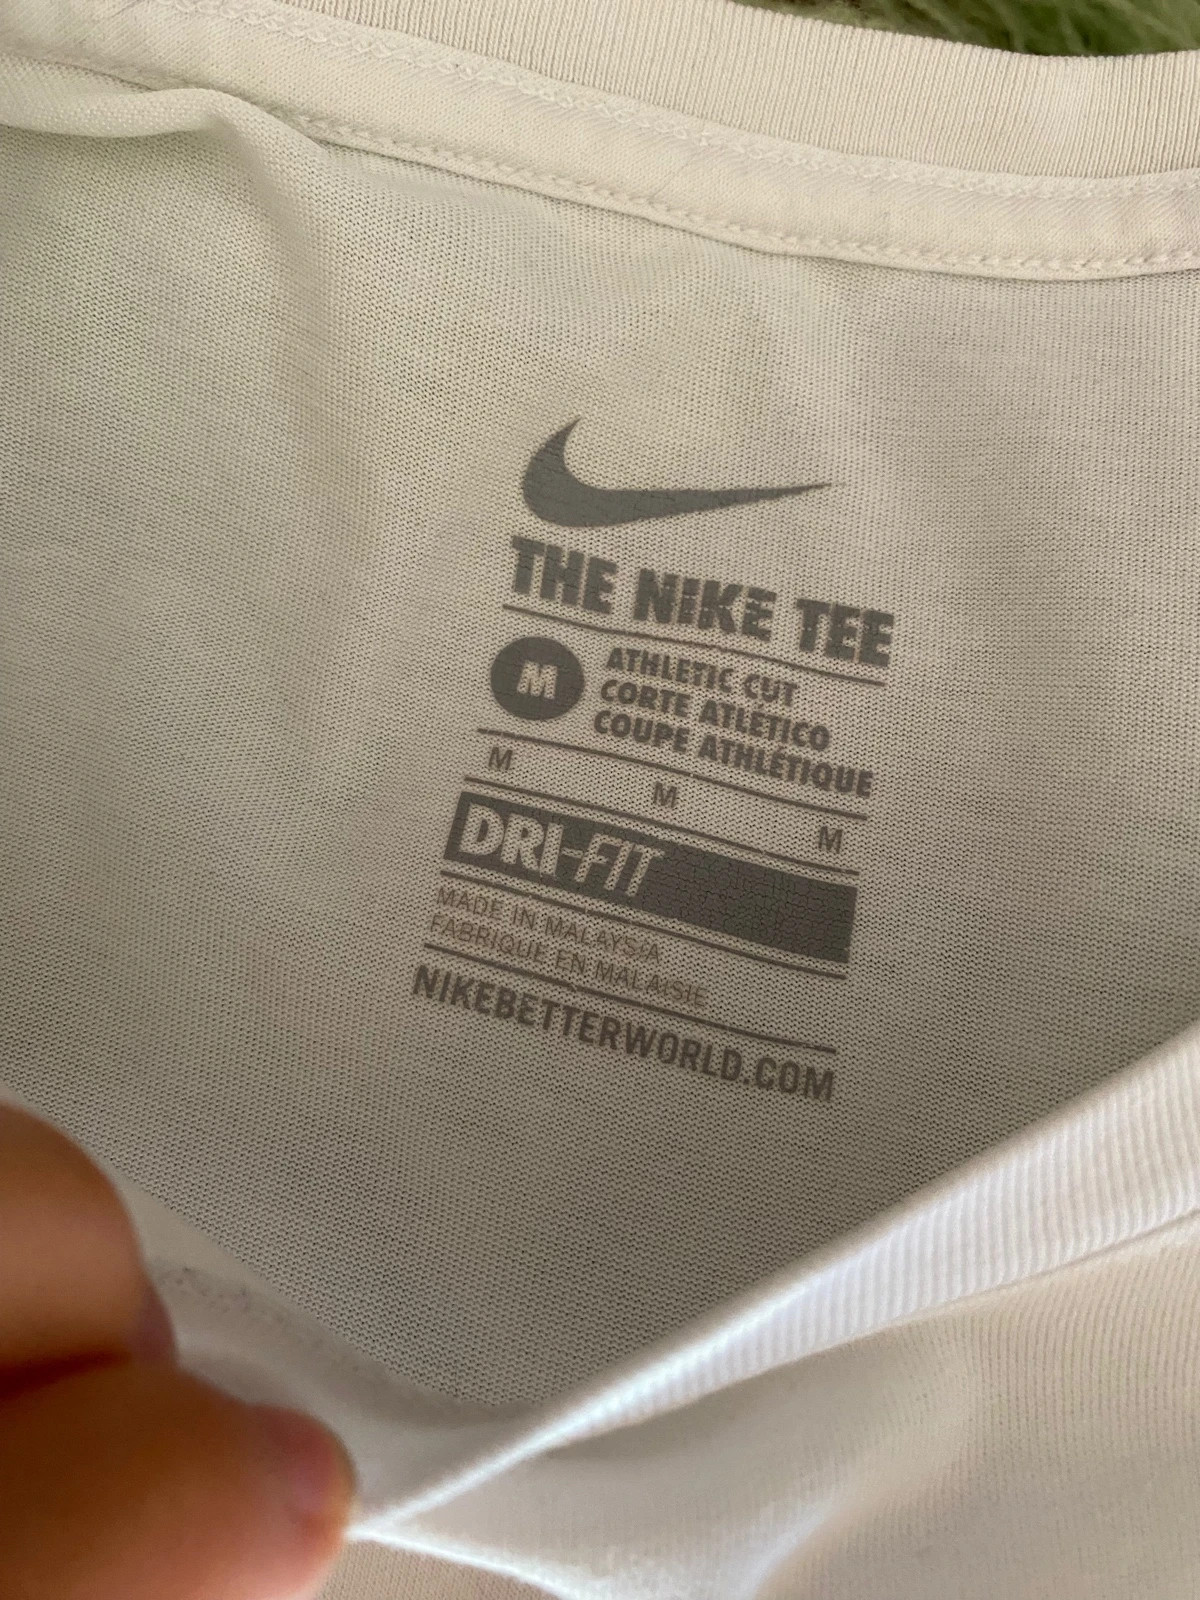 THE NIKE TEE
M
ATHLETIC CUT
CORTE ATLÉTICO
COUPE ATHLÉTIQUE
M M M
DRI-FIT
MADE IN MALAYSIA
FABRIQUE EN MALAISIE
NIKEBETTERWORLD.COM